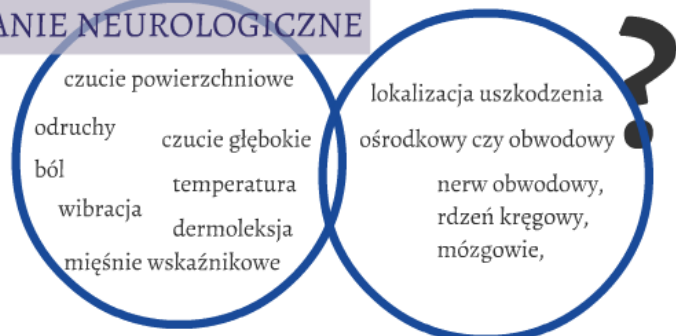 ANIE NEUROLOGICZNE
czucie powierzchniowe
odruchy
czucie głębokie
ból
temperatura
wibracja
dermoleksja
mięśnie wskaźnikowe
lokalizacja uszkodzenia
ośrodkowy czy obwodowy
nerw obwodowy,
rdzeń kręgowy,
mózgowie,
?